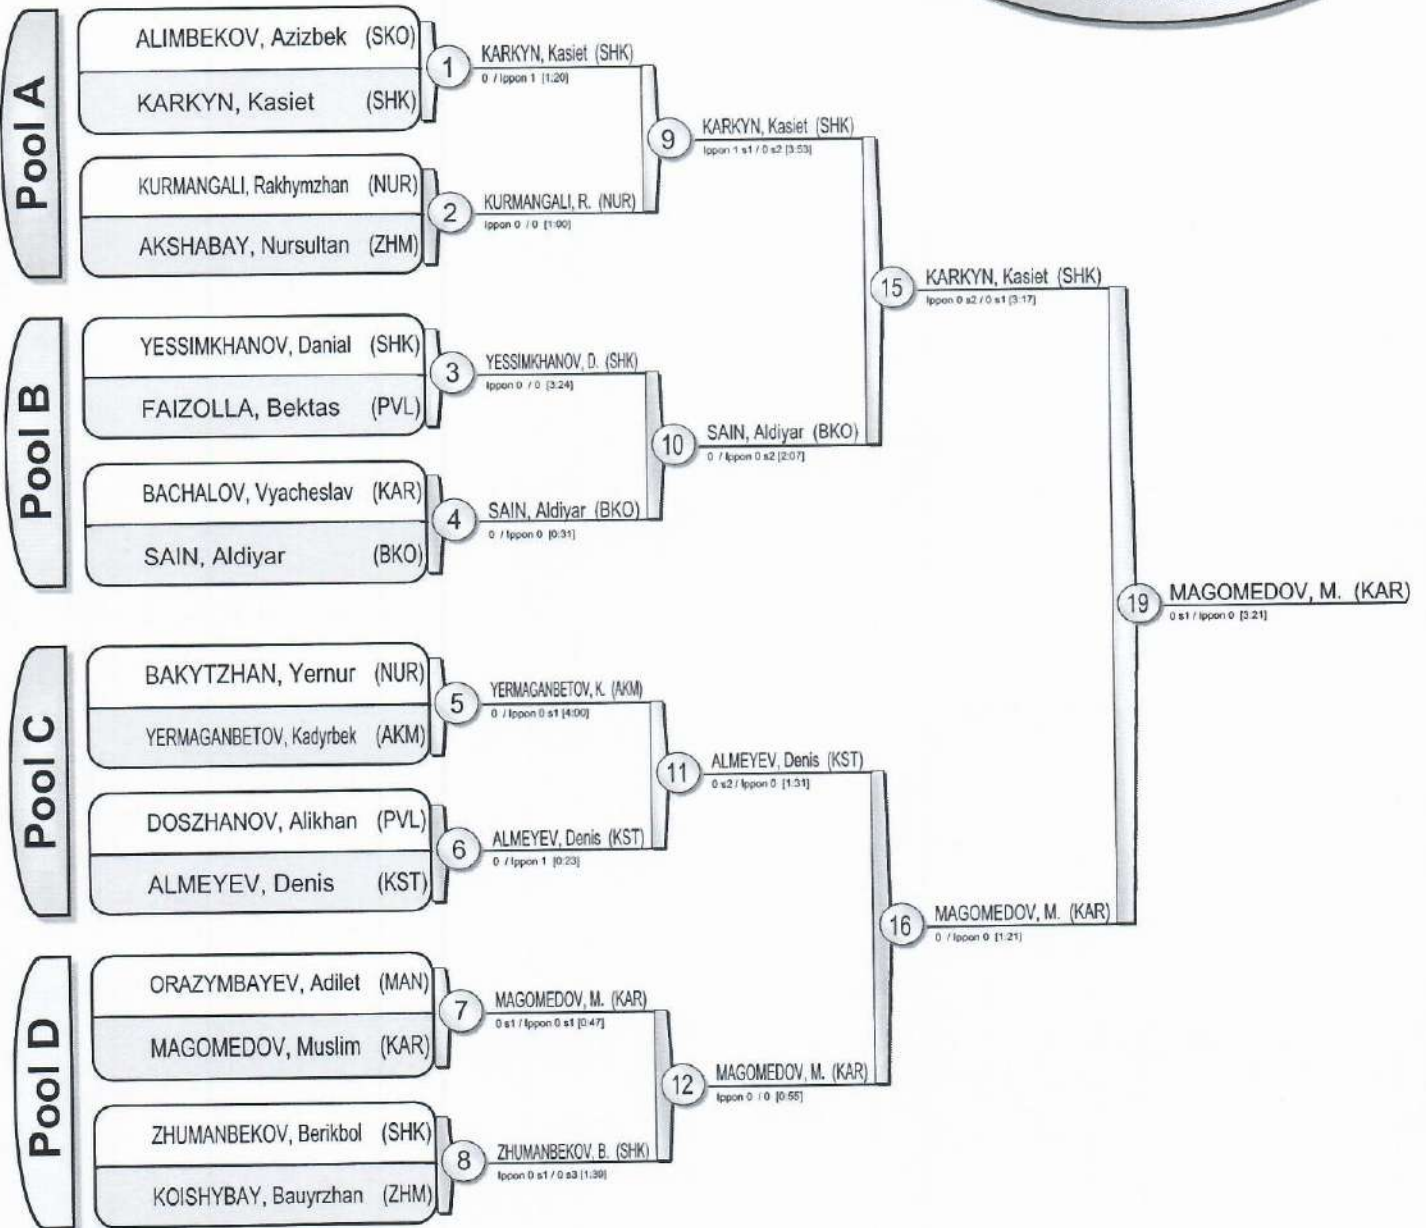 Pool A
ALIMBEKOV, Azizbek (SKO)
KARKYN, Kasiet (SHK)
1
KARKYN, Kasiet (SHK)
0 / Ippon 1 [1:20]
KURMANGALI, Rakhymzhan (NUR)
AKSHABAY, Nursultan (ZHM)
2
KURMANGALI, R. (NUR)
Ippon 0 / 0 [1:00]
9
KARKYN, Kasiet (SHK)
Ippon 1 s1 / 0 s2 [3:53]
Pool B
YESSIMKHANOV, Danial (SHK)
FAIZOLLA, Bektas (PVL)
3
YESSIMKHANOV, D. (SHK)
Ippon 0 / 0 [3:24]
BACHALOV, Vyacheslav (KAR)
SAIN, Aldiyar (BKO)
4
SAIN, Aldiyar (BKO)
0 / Ippon 0 [0:31]
10
SAIN, Aldiyar (BKO)
0 / Ippon 0 s2 [2:07]
15
KARKYN, Kasiet (SHK)
Ippon 0 s2 / 0 s1 [3:17]
Pool C
BAKYTZHAN, Yernur (NUR)
YERMAGANBETOV, Kadyrbek (AKM)
5
YERMAGANBETOV, K. (AKM)
0 / Ippon 0 s1 [4:00]
DOSZHANOV, Alikhan (PVL)
ALMEYEV, Denis (KST)
6
ALMEYEV, Denis (KST)
0 / Ippon 1 [0:23]
11
ALMEYEV, Denis (KST)
0 s2 / Ippon 0 [1:31]
Pool D
ORAZYMBAYEV, Adilet (MAN)
MAGOMEDOV, Muslim (KAR)
7
MAGOMEDOV, M. (KAR)
0 s1 / Ippon 0 s1 [0:47]
ZHUMANBEKOV, Berikbol (SHK)
KOISHYBAY, Bauyrzhan (ZHM)
8
ZHUMANBEKOV, B. (SHK)
Ippon 0 s1 / 0 s3 [1:39]
12
MAGOMEDOV, M. (KAR)
Ippon 0 / 0 [0:55]
16
MAGOMEDOV, M. (KAR)
0 / Ippon 0 [1:21]
19
MAGOMEDOV, M. (KAR)
0 s1 / Ippon 0 [3:21]